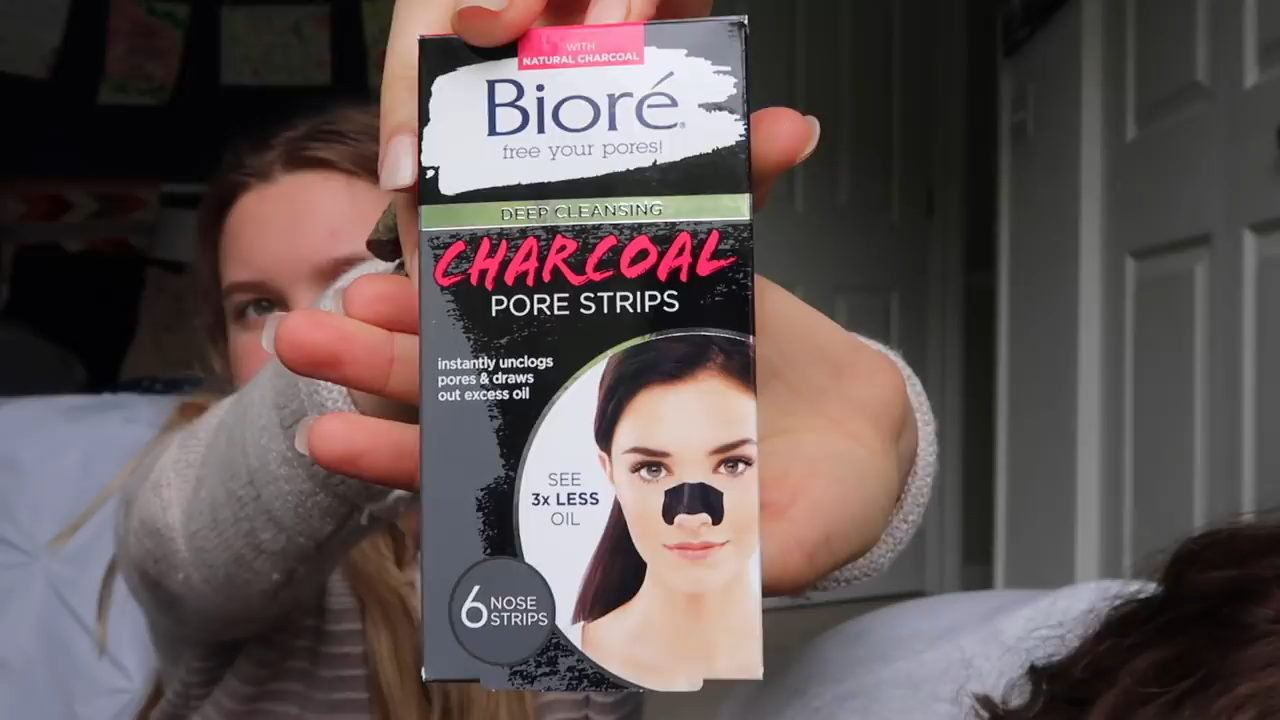 WITH
NATURAL CHARCOAL
Bioré®
free your pores!
DEEP CLEANSING
CHARCOAL
PORE STRIPS
instantly unclogs
pores & draws
out excess oil
SEE
3x LESS
OIL
6 NOSE
STRIPS